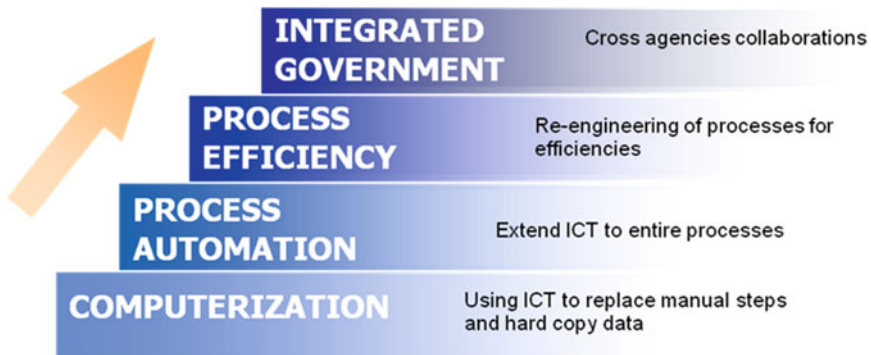 INTEGRATED
GOVERNMENT
Cross agencies collaborations
PROCESS
EFFICIENCY
Re-engineering of processes for
efficiencies
PROCESS
AUTOMATION
Extend ICT to entire processes
COMPUTERIZATION
Using ICT to replace manual steps
and hard copy data